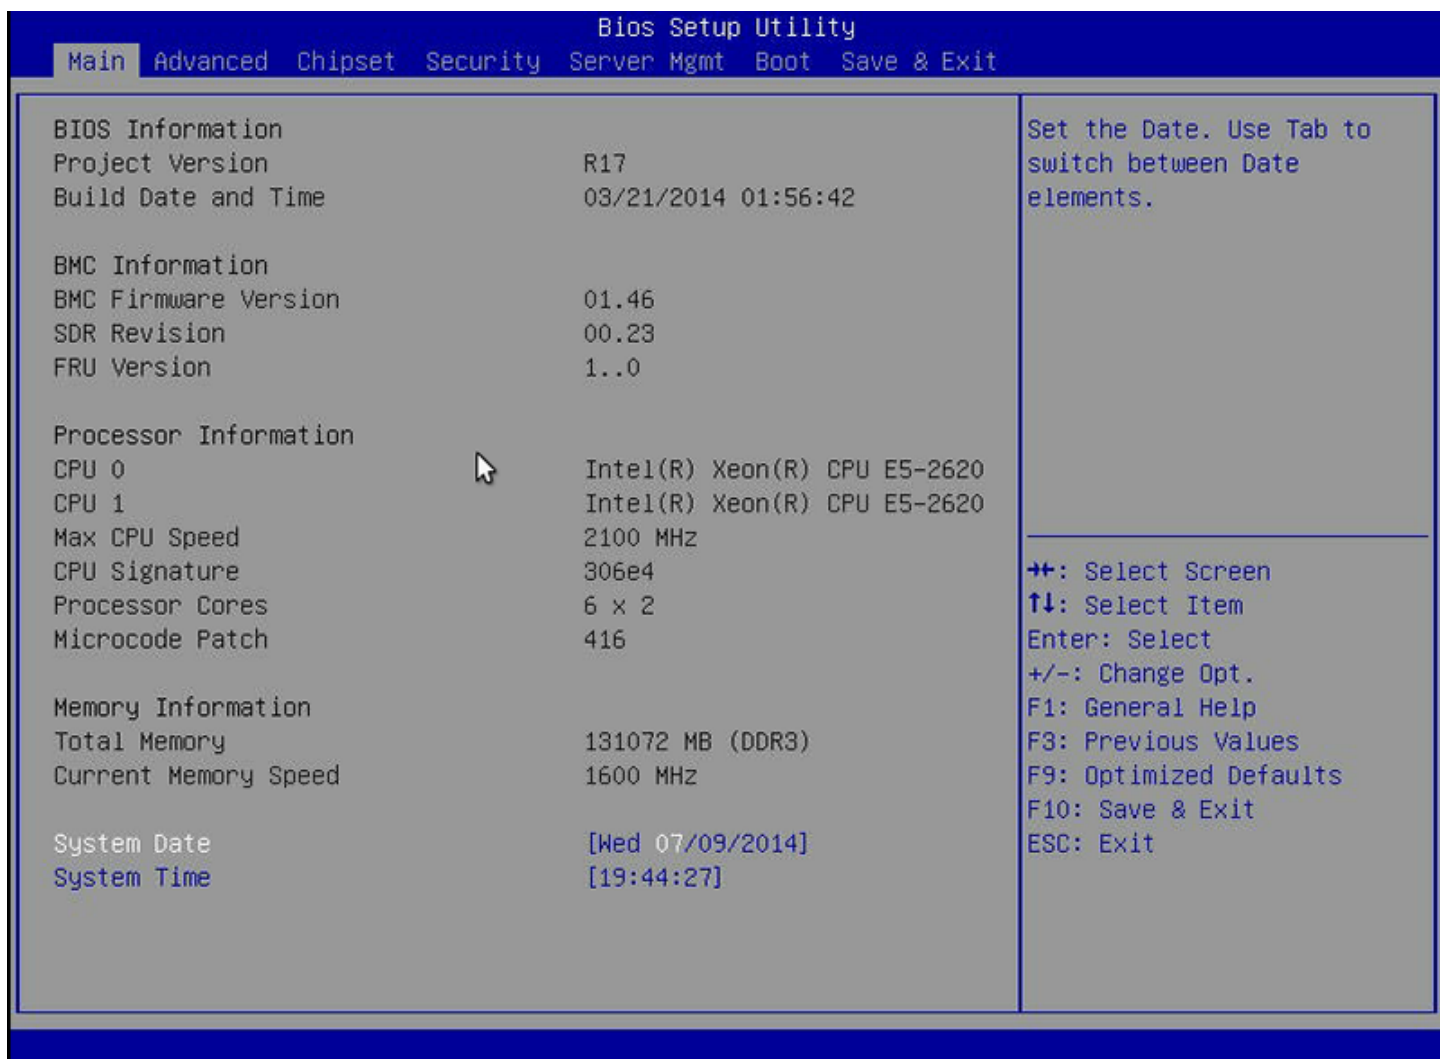 Bios Setup Utility
Main Advanced Chipset Security Server Mgmt Boot Save & Exit
BIOS Information
Project Version R17
Build Date and Time 03/21/2014 01:56:42
BMC Information
BMC Firmware Version 01.46
SDR Revision 00.23
FRU Version 1..0
Processor Information
CPU 0 Intel(R) Xeon(R) CPU E5-2620
CPU 1 Intel(R) Xeon(R) CPU E5-2620
Max CPU Speed 2100 MHz
CPU Signature 306e4
Processor Cores 6 x 2
Microcode Patch 416
Memory Information
Total Memory 131072 MB (DDR3)
Current Memory Speed 1600 MHz
System Date [Wed 07/09/2014]
System Time [19:44:27]
Set the Date. Use Tab to
switch between Date
elements.
→←: Select Screen
↑↓: Select Item
Enter: Select
+/-: Change Opt.
F1: General Help
F3: Previous Values
F9: Optimized Defaults
F10: Save & Exit
ESC: Exit